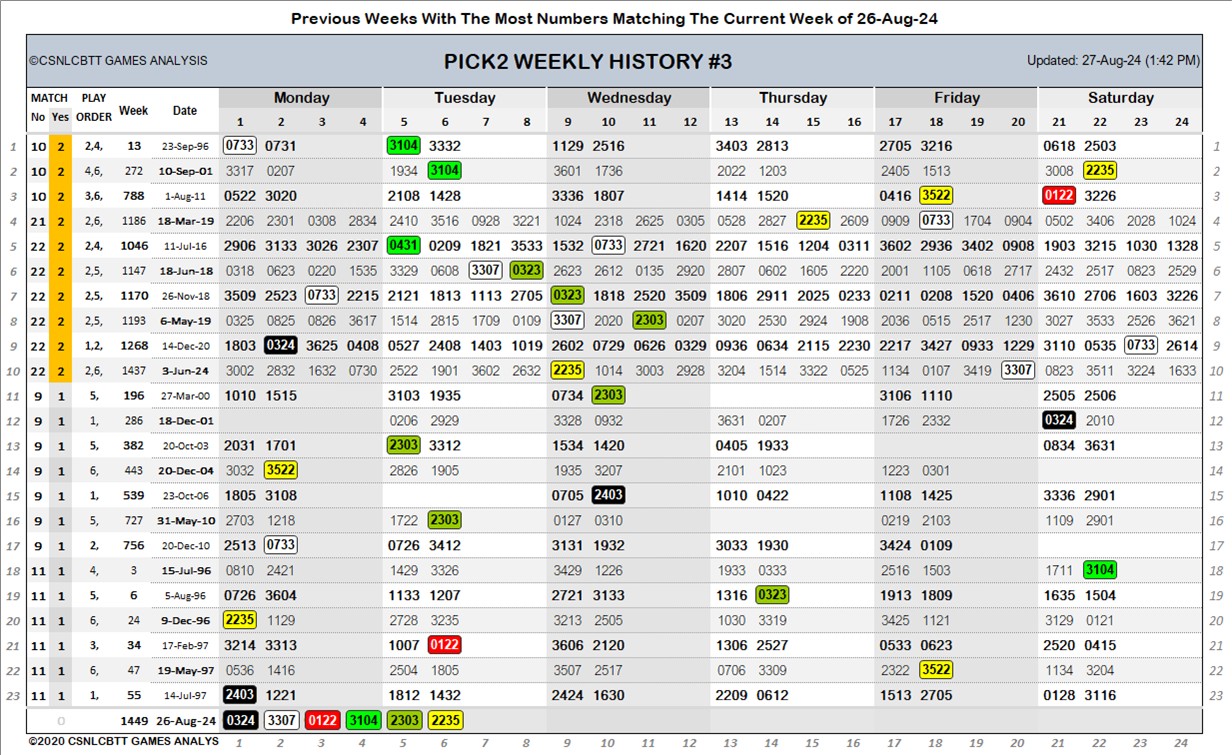 Previous Weeks With The Most Numbers Matching The Current Week of 26-Aug-24
©CSNLCBTT GAMES ANALYSIS PICK2 WEEKLY HISTORY #3 Updated: 27-Aug-24 (1:42 PM)
MATCH PLAY Week Date Monday Tuesday Wednesday Thursday Friday Saturday
No Yes ORDER 1 2 3 4 5 6 7 8 9 10 11 12 13 14 15 16 17 18 19 20 21 22 23 24
1 10 2 2,4, 13 23-Sep-96 0733 0731 3104 3332 1129 2516 3403 2813 2705 3216 0618 2503 1
2 10 2 4,6, 272 10-Sep-01 3317 0207 1934 3104 3601 1736 2022 1203 2405 1513 3008 2235 2
3 10 2 3,6, 788 1-Aug-11 0522 3020 2108 1428 3336 1807 1414 1520 0416 3522 0122 3226 3
4 21 2 2,6, 1186 18-Mar-19 2206 2301 0308 2834 2410 3516 0928 3221 1024 2318 2625 0305 0528 2827 2235 2609 0909 0733 1704 0904 0502 3406 2028 1024 4
5 22 2 2,4, 1046 11-Jul-16 2906 3133 3026 2307 0431 0209 1821 3533 1532 0733 2721 1620 2207 1516 1204 0311 3602 2936 3402 0908 1903 3215 1030 1328 5
6 22 2 2,5, 1147 18-Jun-18 0318 0623 0220 1535 3329 0608 3307 0323 2623 2612 0135 2920 2807 0602 1605 2220 2001 1105 0618 2717 2432 2517 0823 2529 6
7 22 2 2,5, 1170 26-Nov-18 3509 2523 0733 2215 2121 1813 1113 2705 0323 1818 2520 3509 1806 2911 2025 0233 0211 0208 1520 0406 3610 2706 1603 3226 7
8 22 2 2,5, 1193 6-May-19 0325 0825 0826 3617 1514 2815 1709 0109 3307 2020 2303 0207 3020 2530 2924 1908 2036 0515 2517 1230 3027 3533 2526 3621 8
9 22 2 1,2, 1268 14-Dec-20 1803 0324 3625 0408 0527 2408 1403 1019 2602 0729 0626 0329 0936 0634 2115 2230 2217 3427 0933 1229 3110 0535 0733 2614 9
10 22 2 2,6, 1437 3-Jun-24 3002 2832 1632 0730 2522 1901 3602 2632 2235 1014 3003 2928 3204 1514 3322 0525 1134 0107 3419 3307 0823 3511 3224 1633 10
11 9 1 5, 196 27-Mar-00 1010 1515 3103 1935 0734 2303 3106 1110 2505 2506 11
12 9 1 1, 286 18-Dec-01 0206 2929 3328 0932 3631 0207 1726 2332 0324 2010 12
13 9 1 5, 382 20-Oct-03 2031 1701 2303 3312 1534 1420 0405 1933 0834 3631 13
14 9 1 6, 443 20-Dec-04 3032 3522 2826 1905 1935 3207 2101 1023 1223 0301 14
15 9 1 1, 539 23-Oct-06 1805 3108 0705 2403 1010 0422 1108 1425 3336 2901 15
16 9 1 5, 727 31-May-10 2703 1218 1722 2303 0127 0310 0219 2103 1109 2901 16
17 9 1 2, 756 20-Dec-10 2513 0733 0726 3412 3131 1932 3033 1930 3424 0109 17
18 11 1 4, 3 15-Jul-96 0810 2421 1429 3326 3429 1226 1933 0333 2516 1503 1711 3104 18
19 11 1 5, 6 5-Aug-96 0726 3604 1133 1207 2721 3133 1316 0323 1913 1809 1635 1504 19
20 11 1 6, 24 9-Dec-96 2235 1129 2728 3235 3213 2505 1030 3319 3425 1121 3129 0121 20
21 11 1 3, 34 17-Feb-97 3214 3313 1007 0122 3606 2120 1306 2527 0533 0623 2520 0415 21
22 11 1 6, 47 19-May-97 0536 1416 2504 1805 3507 2517 0706 3309 2322 3522 1134 3204 22
23 11 1 1, 55 14-Jul-97 2403 1221 1812 1432 2424 1630 2209 0612 1513 2705 0128 3116 23
0 1449 26-Aug-24 0324 3307 0122 3104 2303 2235
©2020 CSNLCBTT GAMES ANALYS 1 2 3 4 5 6 7 8 9 10 11 12 13 14 15 16 17 18 19 20 21 22 23 24